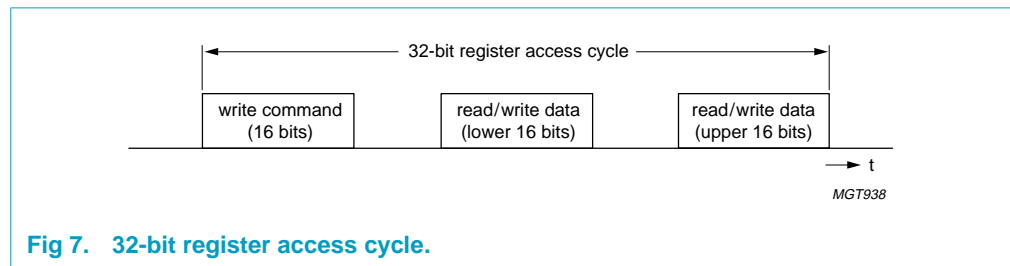 32-bit register access cycle
write command
(16 bits)
read/write data
(lower 16 bits)
read/write data
(upper 16 bits)
t
MGT938
Fig 7. 32-bit register access cycle.